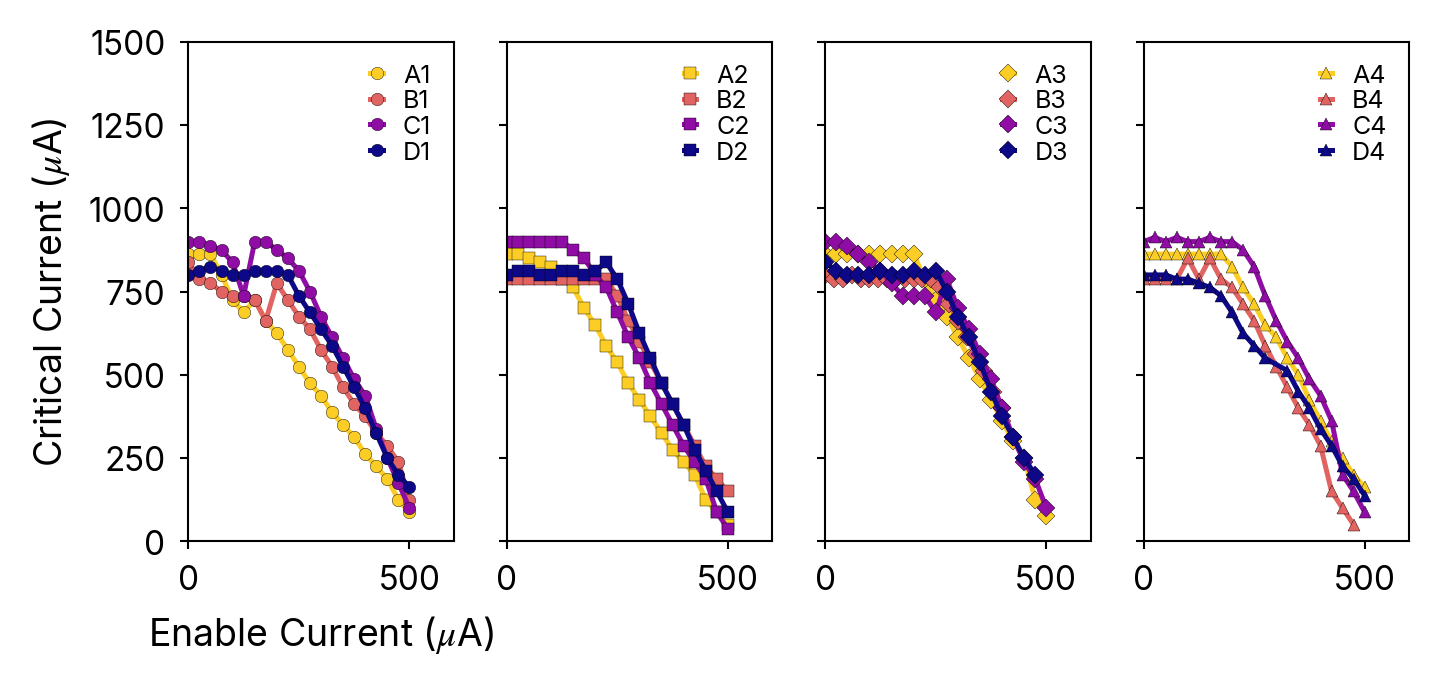 1500
1250
1000
750
500
250
0
Critical Current (μA)
A1
B1
C1
D1
A2
B2
C2
D2
A3
B3
C3
D3
A4
B4
C4
D4
0 500
0 500
0 500
0 500
Enable Current (μA)